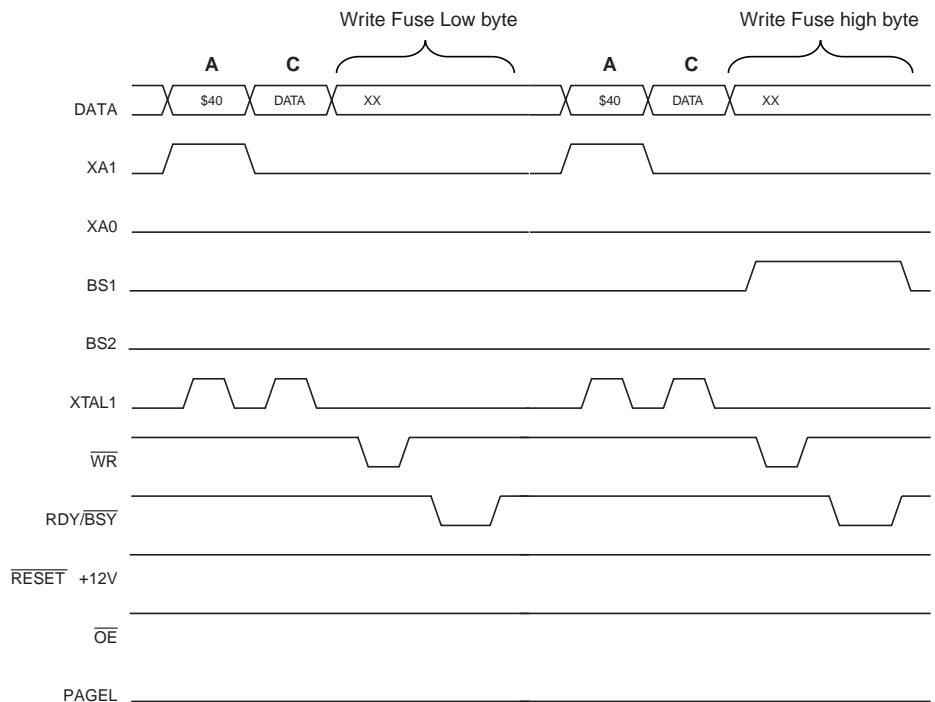 Write Fuse Low byte Write Fuse high byte
A C A C
DATA $40 DATA XX $40 DATA XX
XA1
XA0
BS1
BS2
XTAL1
WR
RDY/BSY
RESET +12V
OE
PAGEL